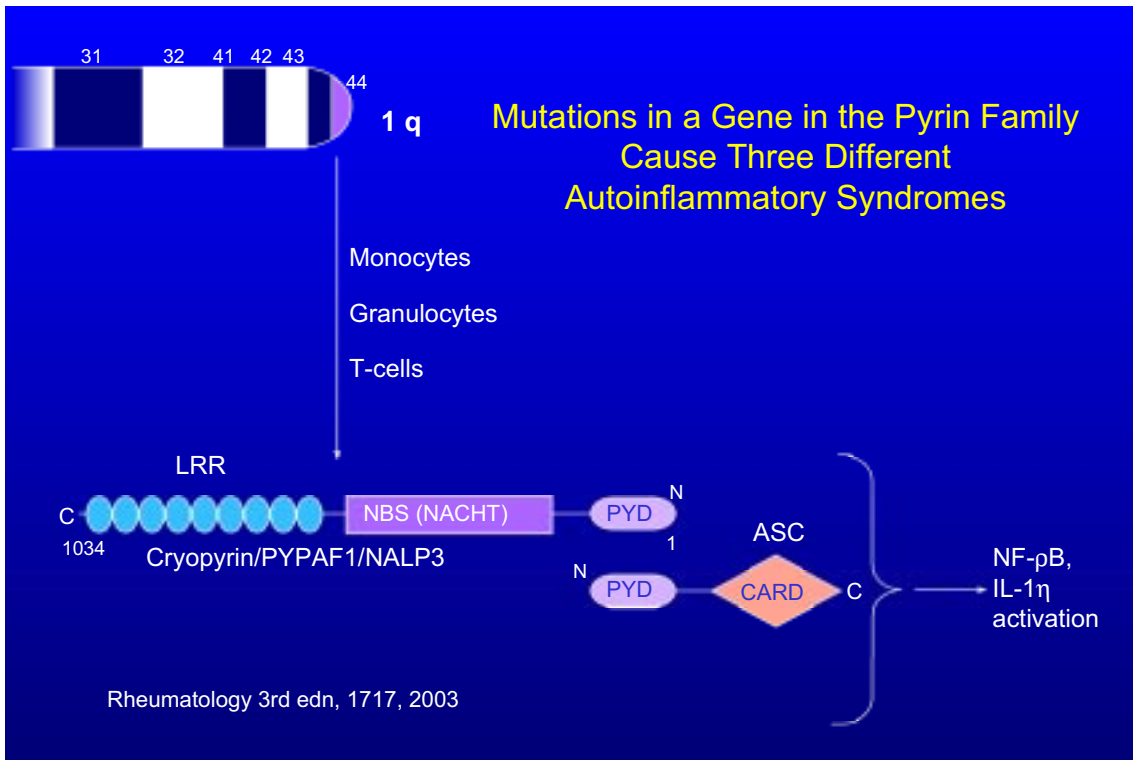 31 32 41 42 43
44
1 q
Mutations in a Gene in the Pyrin Family
Cause Three Different
Autoinflammatory Syndromes
Monocytes
Granulocytes
T-cells
LRR
C NBS (NACHT) PYD N
1034 1
Cryopyrin/PYPAF1/NALP3
ASC
N PYD CARD C
NF-ρB,
IL-1η
activation
Rheumatology 3rd edn, 1717, 2003